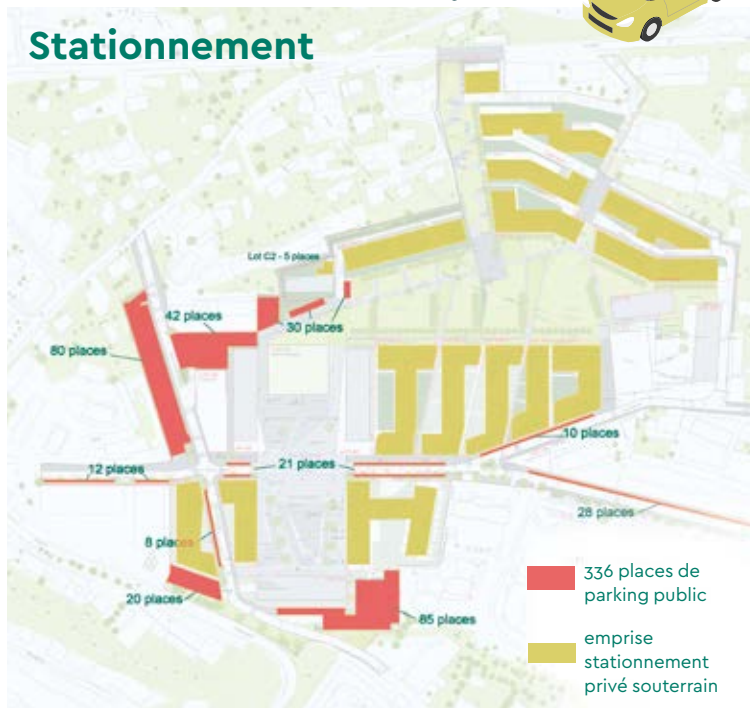 Stationnement
Lot C2 - 5 places
42 places
30 places
80 places
10 places
12 places
21 places
28 places
8 places
20 places
85 places
336 places de
parking public
emprise
stationnement
privé souterrain